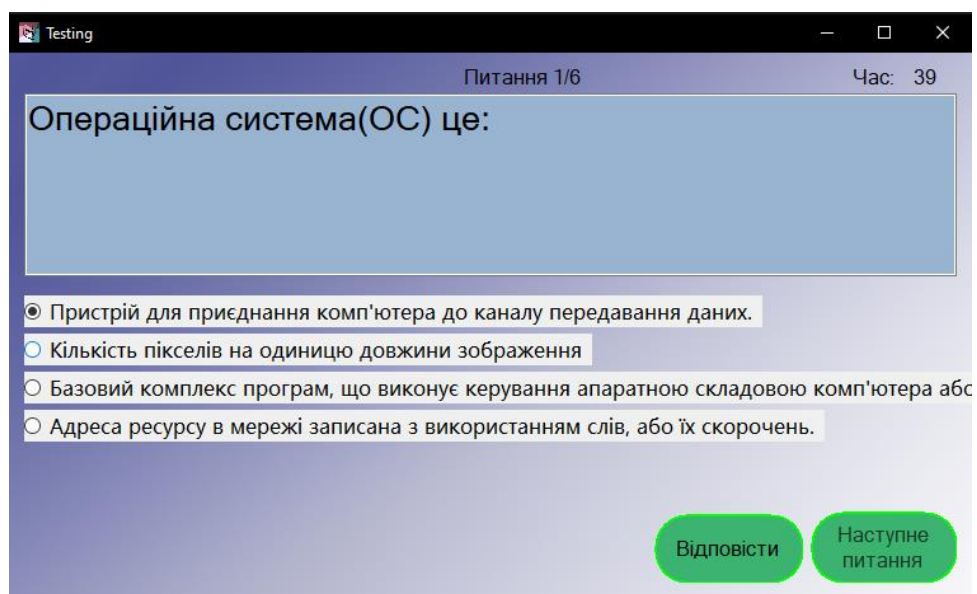 Testing
Питання 1/6
Час: 39
Операційна система(ОС) це:
Пристрій для приєднання комп'ютера до каналу передавання даних.
Кількість пікселів на одиницю довжини зображення
Базовий комплекс програм, що виконує керування апаратною складовою комп'ютера або
Адреса ресурсу в мережі записана з використанням слів, або їх скорочень.
Відповісти
Наступне
питання